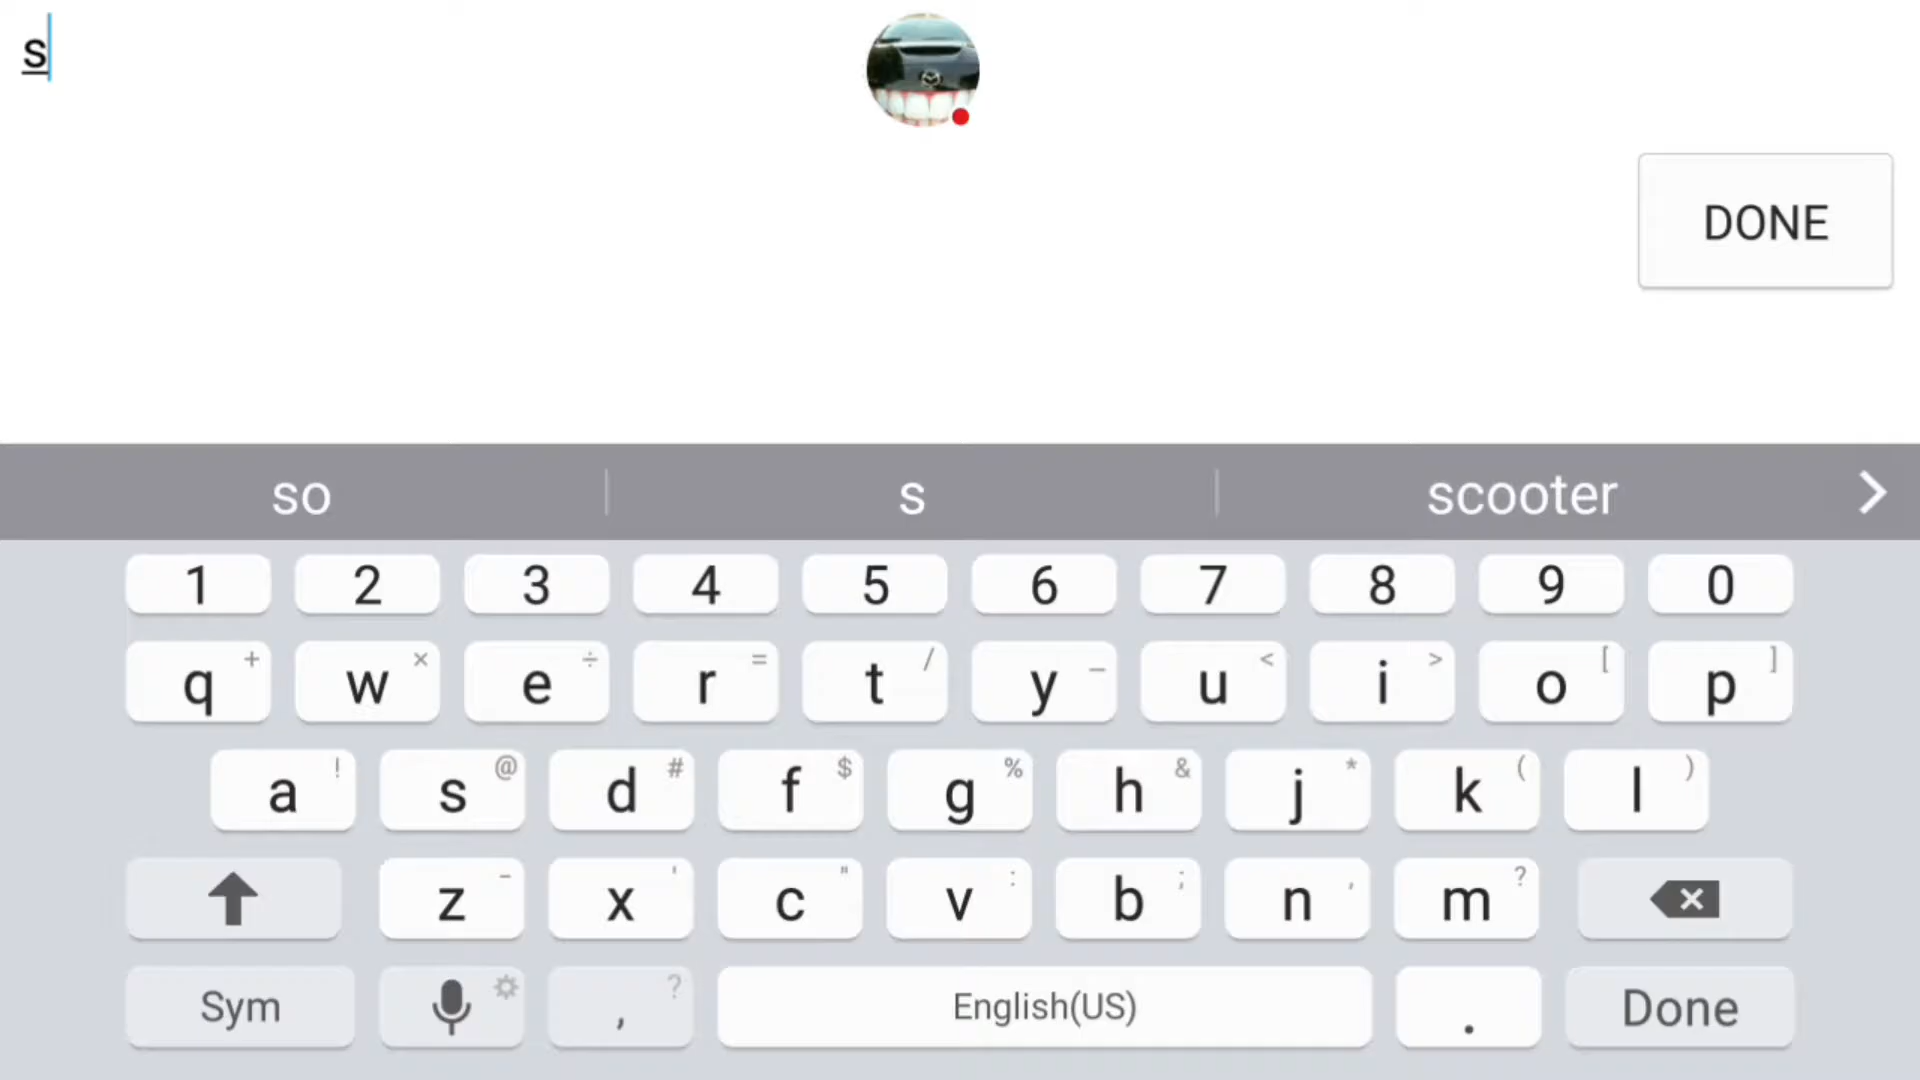 s
DONE
so s scooter
1 2 3 4 5 6 7 8 9 0
q + w × e ÷ r = t / y _ u < i > o [ p ]
a ! s @ d # f $ g % h & j * k ( l )
z - x ' c " v : b ; n , m ?
Sym , ? English(US) . Done